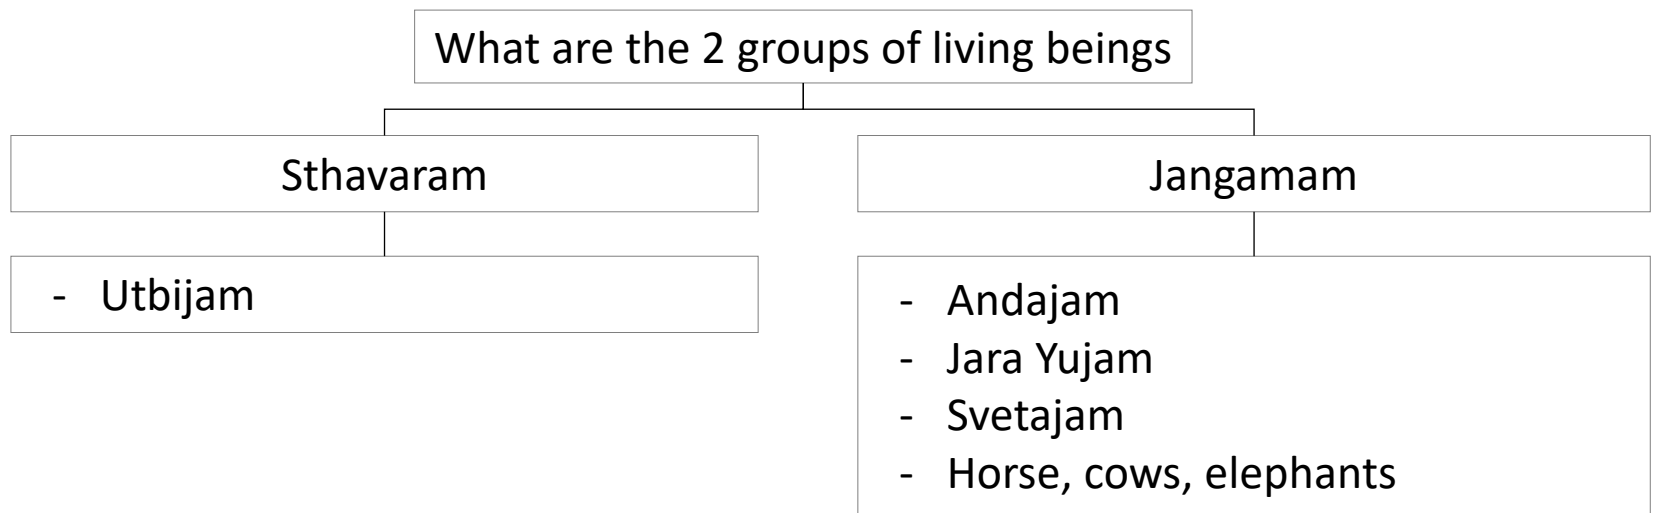 What are the 2 groups of living beings
Sthavaram
Jangamam
- Utbijam
- Andajam
- Jara Yujam
- Svetajam
- Horse, cows, elephants